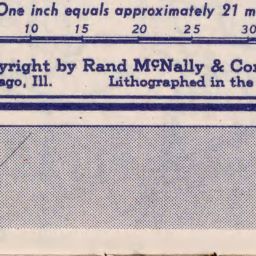 One inch equals approximately 21 m
10 15 20 25 30
yright by Rand McNally & Co
ago, Ill. Lithographed in the